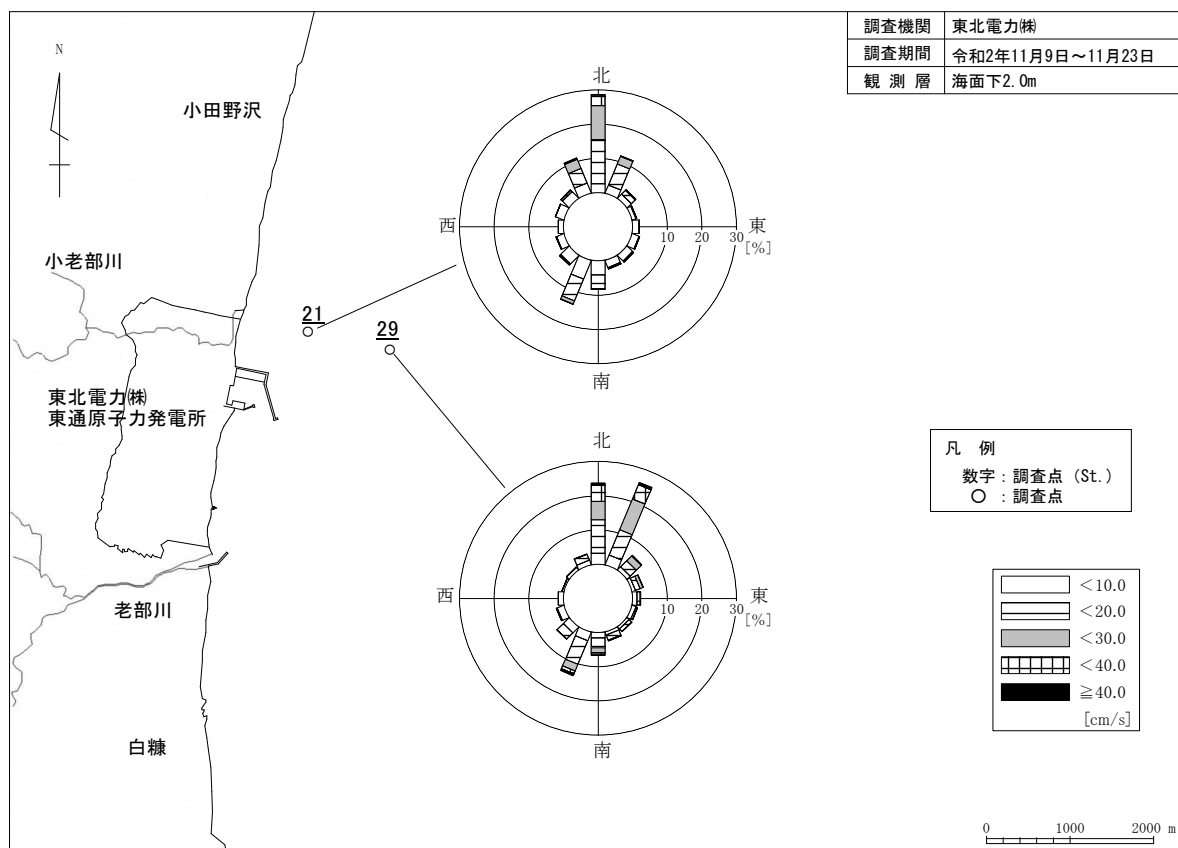 調査機関 東北電力㈱
調査期間 令和2年11月9日～11月23日
観測層 海面下2.0m
N
小田野沢
小老部川
東北電力㈱
東通原子力発電所
老部川
白糠
21
29
北
西
東
南
10 20 30
[%]
北
西
東
南
10 20 30
[%]
凡 例
数字：調査点 (St.)
○ ：調査点
＜10.0
＜20.0
＜30.0
＜40.0
≧40.0
[cm/s]
0 1000 2000 m